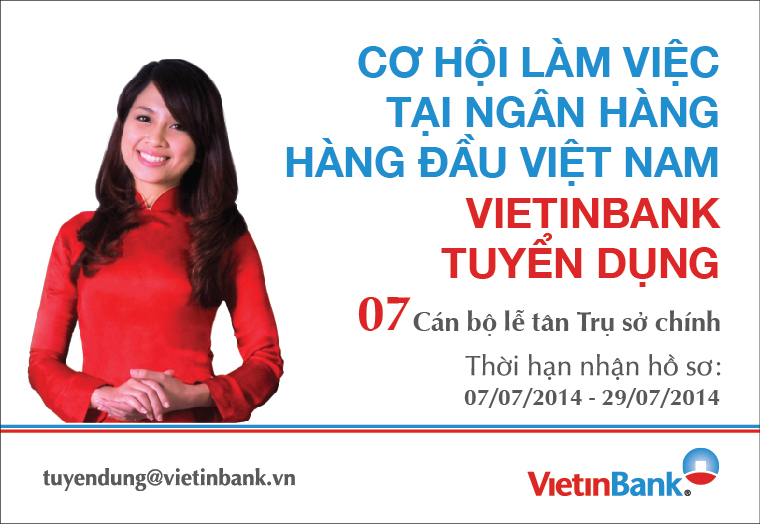 CƠ HỘI LÀM VIỆC
TẠI NGÂN HÀNG
HÀNG ĐẦU VIỆT NAM
VIETINBANK
TUYỂN DỤNG
07 Cán bộ lễ tân Trụ sở chính
Thời hạn nhận hồ sơ:
07/07/2014 - 29/07/2014
tuyendung@vietinbank.vn
VietinBank®